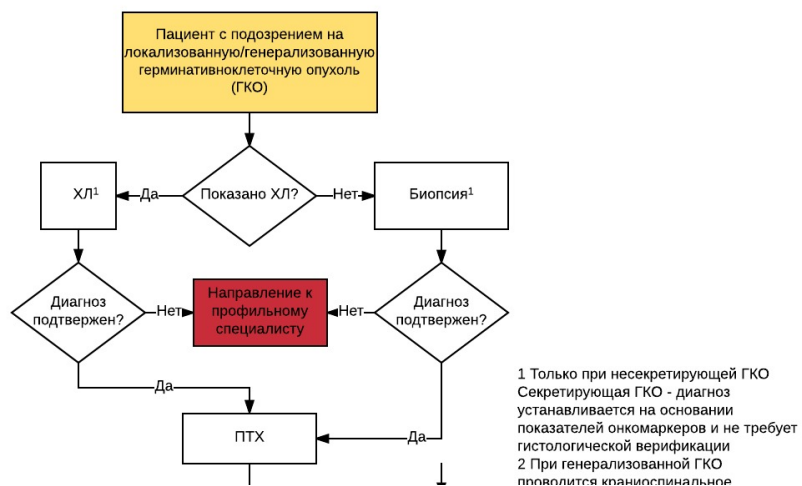 Пациент с подозрением на
локализованную/генерализованную
герминативноклеточную опухоль
(ГКО)
ХЛ¹
Да
Показано ХЛ?
Нет
Биопсия¹
Диагноз
подтвержен?
Нет
Направление к
профильному
специалисту
Нет
Диагноз
подтвержен?
Да
ПТХ
Да
1 Только при несекретирующей ГКО
Секретирующая ГКО - диагноз
устанавливается на основании
показателей онкомаркеров и не требует
гистологической верификации
2 При генерализованной ГКО
проводится краниоспинальное